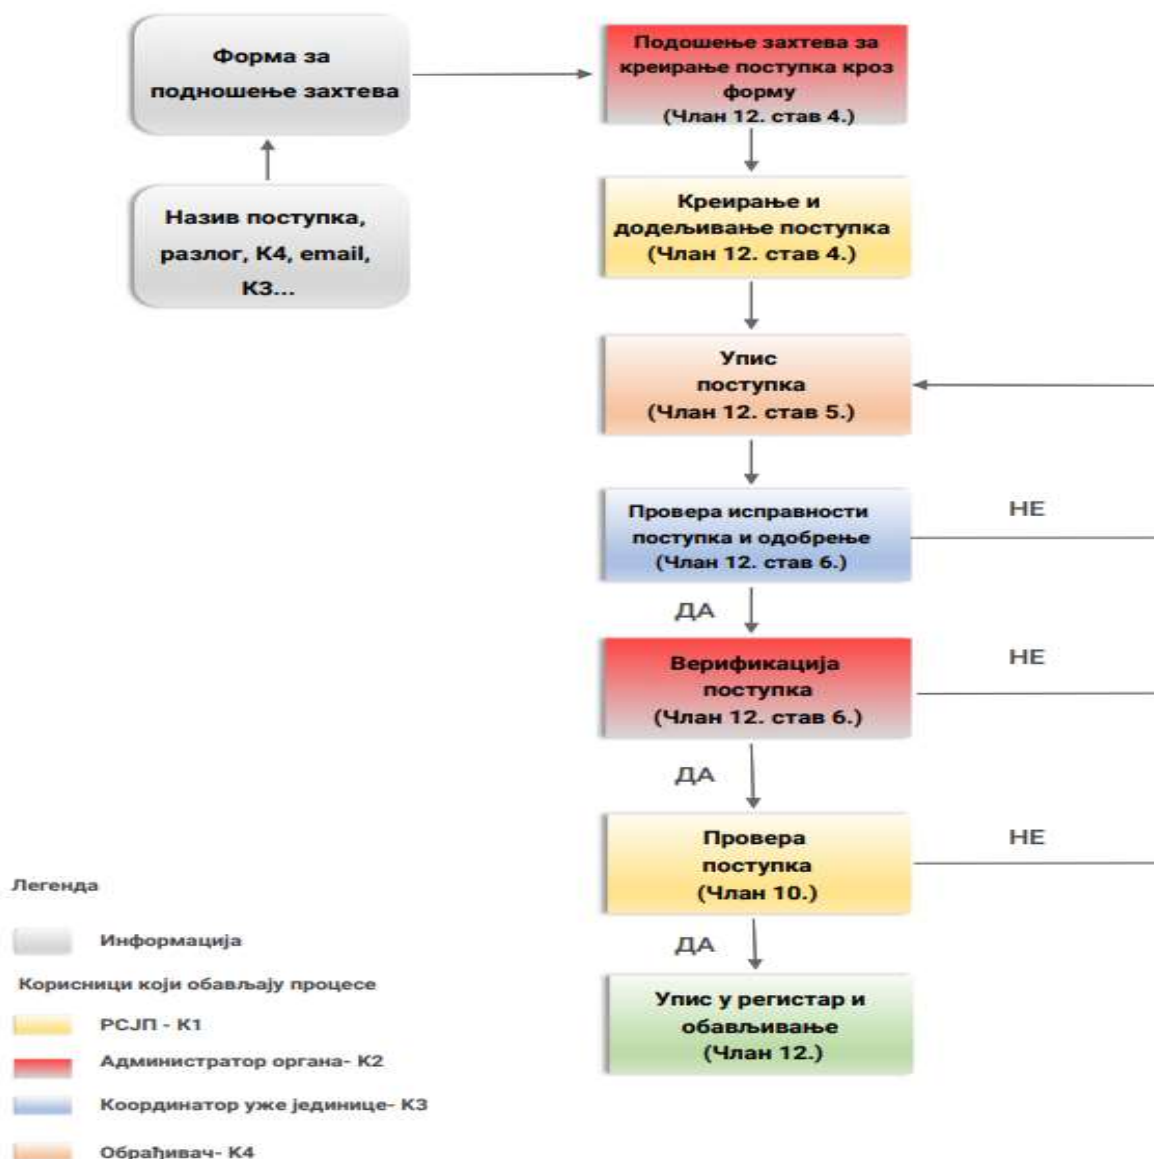 Форма за
подношење захтева
Назив поступка,
разлог, К4, email,
К3...
Подошење захтева за
креирање поступка кроз
форму
(Члан 12. став 4.)
Креирање и
додељивање поступка
(Члан 12. став 4.)
Упис
поступка
(Члан 12. став 5.)
Провера исправности
поступка и одобрење
(Члан 12. став 6.)
НЕ
ДА
Верификација
поступка
(Члан 12. став 6.)
НЕ
ДА
Провера
поступка
(Члан 10.)
НЕ
ДА
Упис у регистар и
обављивање
(Члан 12.)
Легенда
Информација
Корисници који обављају процесе
РСЈП - К1
Администратор органа- К2
Координатор уже јединице- К3
Обрађивач- К4